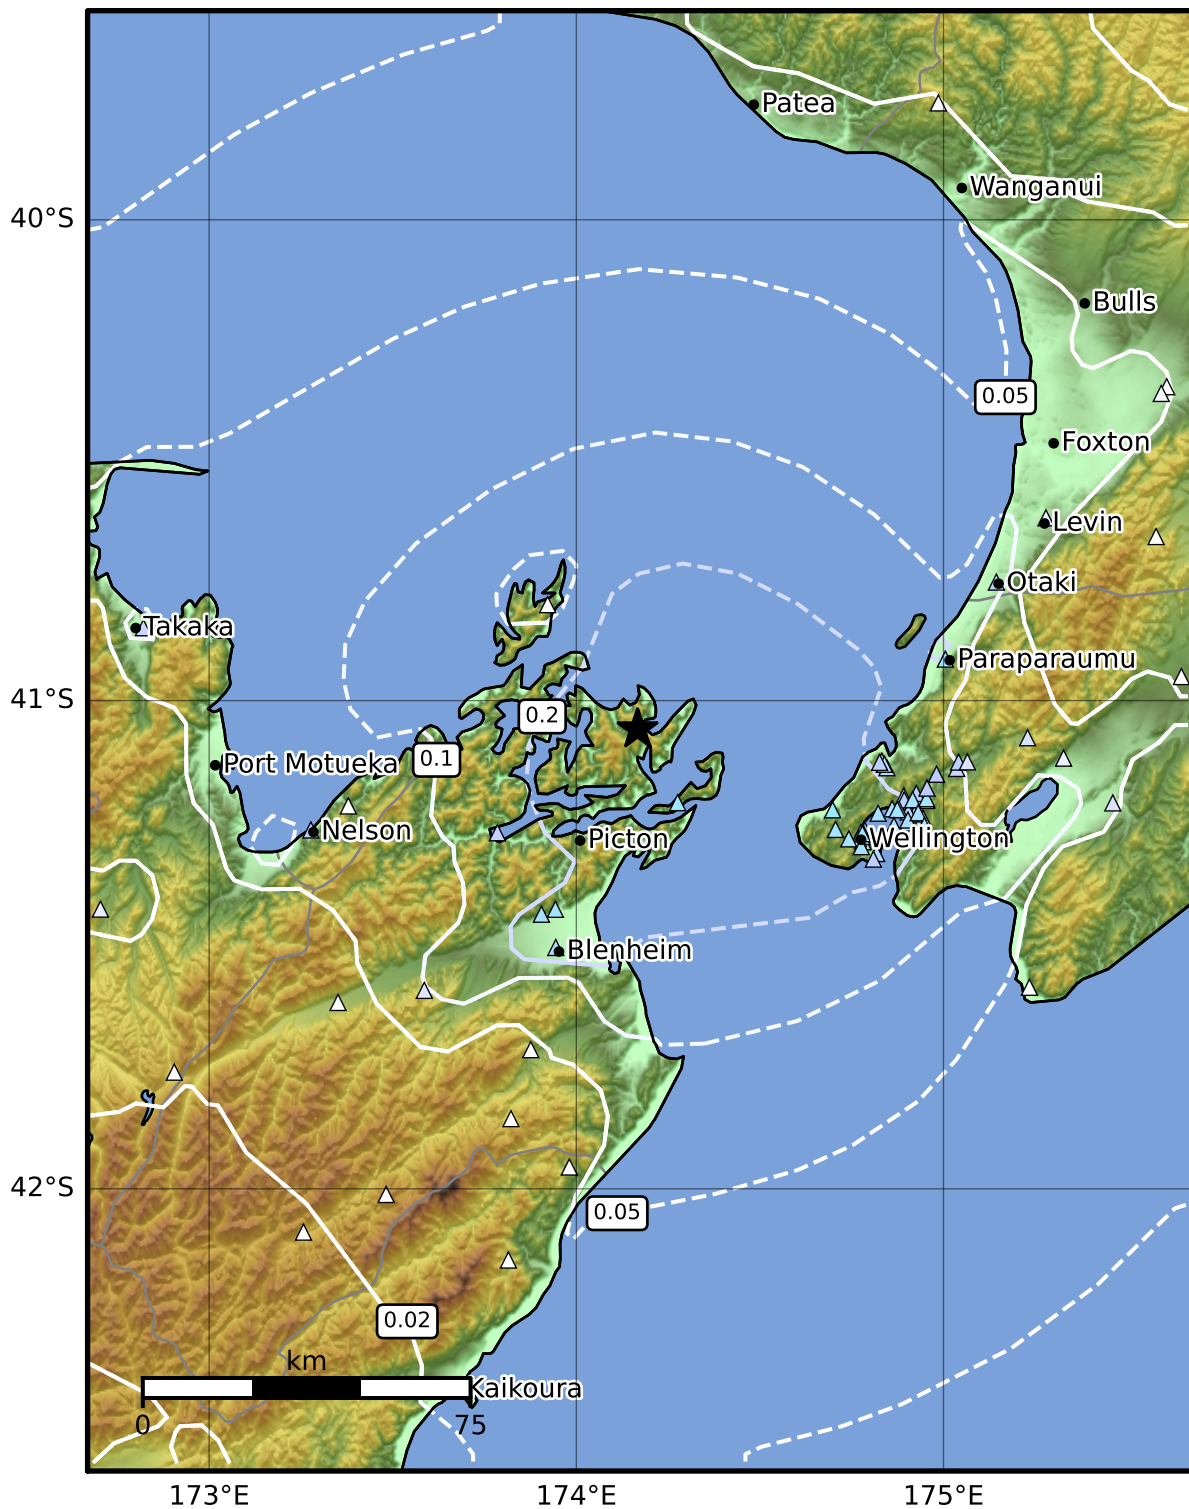 Patea
Wanganui
40°S
Bulls
0.05
Foxton
Levin
Otaki
Takaka
Paraparaumu
41°S
0.2
0.1
Port Motueka
Nelson
Picton
Wellington
Blenheim
42°S
0.05
0.02
km
Kaikoura
0
75
173°E
174°E
175°E